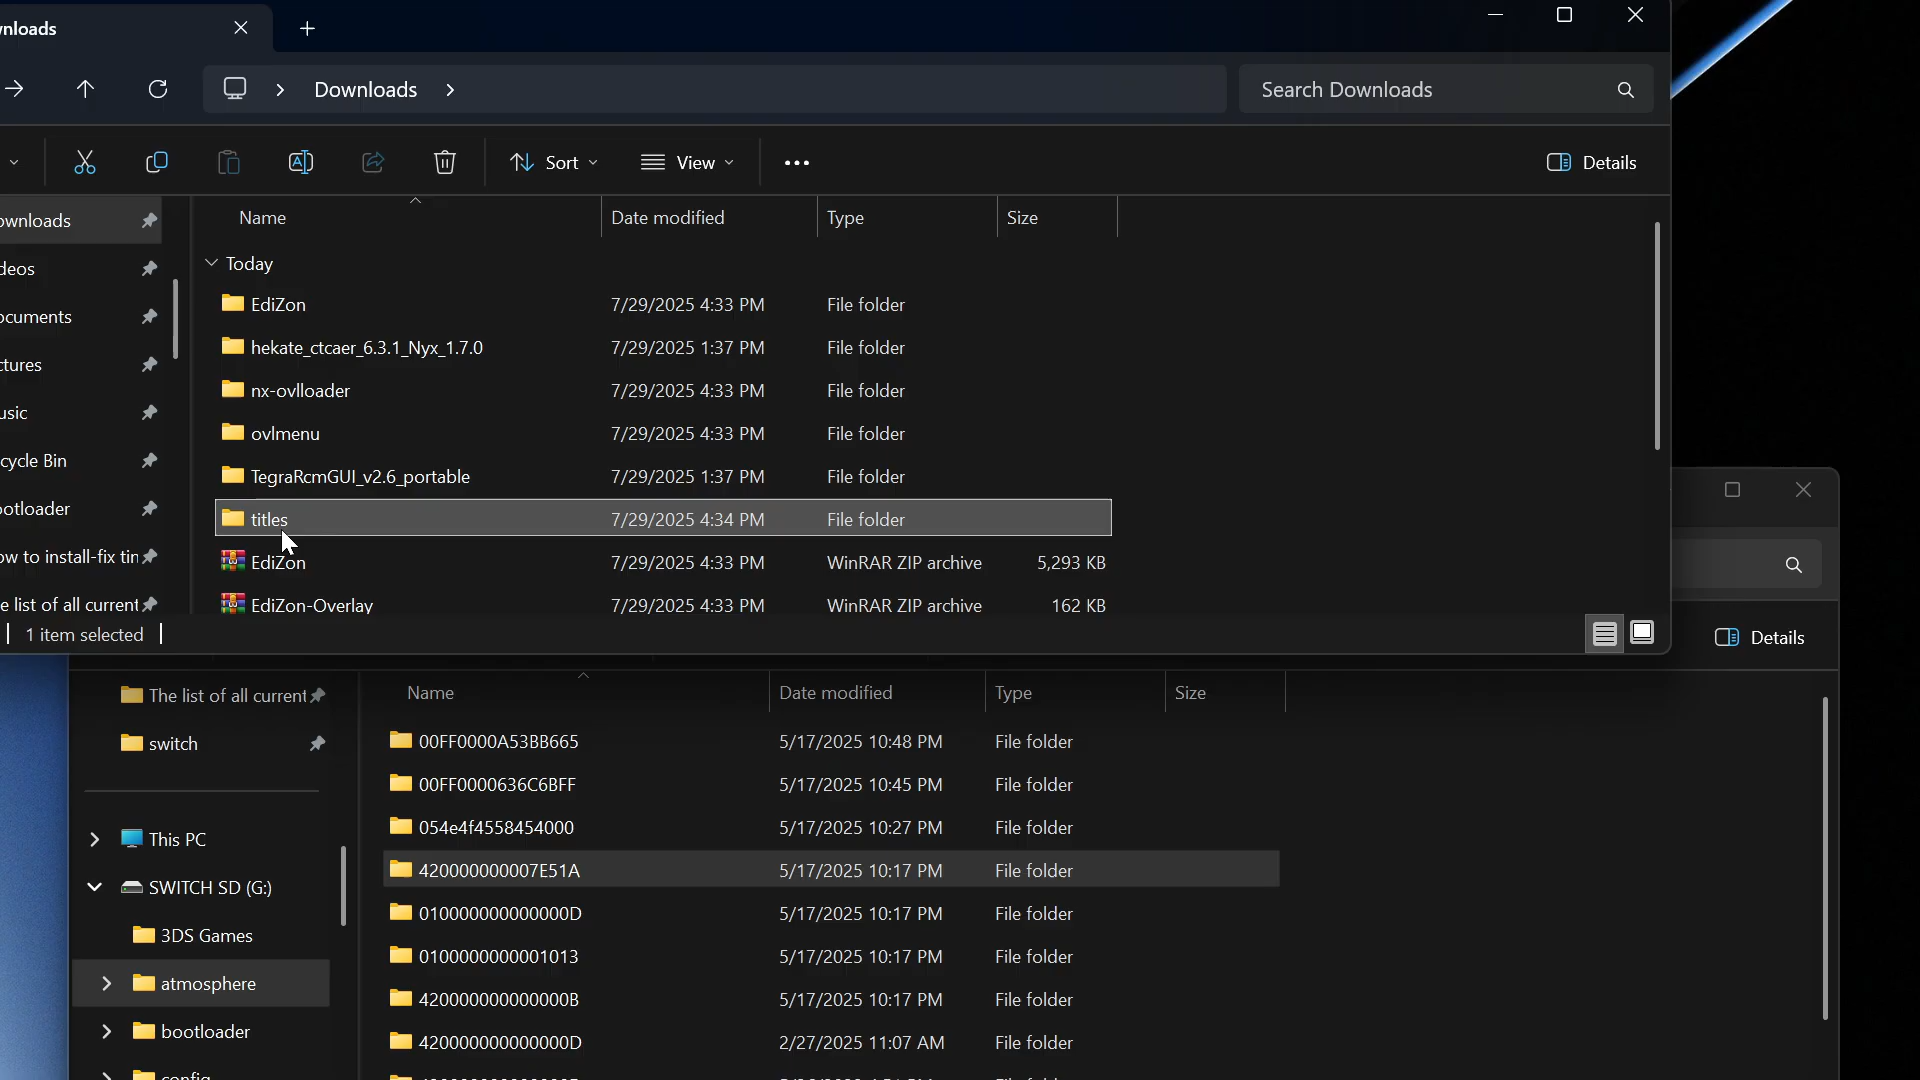 wnloads
Downloads
Search Downloads
Sort
View
Details
Name Date modified Type Size
ownloads
deos
ocuments
ctures
usic
cycle Bin
ootloader
ow to install-fix tin
e list of all current
Today
EdiZon 7/29/2025 4:33 PM File folder
hekate_ctcaer_6.3.1_Nyx_1.7.0 7/29/2025 1:37 PM File folder
nx-ovlloader 7/29/2025 4:33 PM File folder
ovlmenu 7/29/2025 4:33 PM File folder
TegraRcmGUI_v2.6_portable 7/29/2025 1:37 PM File folder
titles 7/29/2025 4:34 PM File folder
EdiZon 7/29/2025 4:33 PM WinRAR ZIP archive 5,293 KB
EdiZon-Overlay 7/29/2025 4:33 PM WinRAR ZIP archive 162 KB
1 item selected
Details
The list of all current
switch
This PC
SWITCH SD (G:)
3DS Games
atmosphere
bootloader
config
Name Date modified Type Size
00FF0000A53BB665 5/17/2025 10:48 PM File folder
00FF0000636C6BFF 5/17/2025 10:45 PM File folder
054e4f4558454000 5/17/2025 10:27 PM File folder
420000000007E51A 5/17/2025 10:17 PM File folder
010000000000000D 5/17/2025 10:17 PM File folder
0100000000001013 5/17/2025 10:17 PM File folder
420000000000000B 5/17/2025 10:17 PM File folder
420000000000000D 2/27/2025 11:07 AM File folder